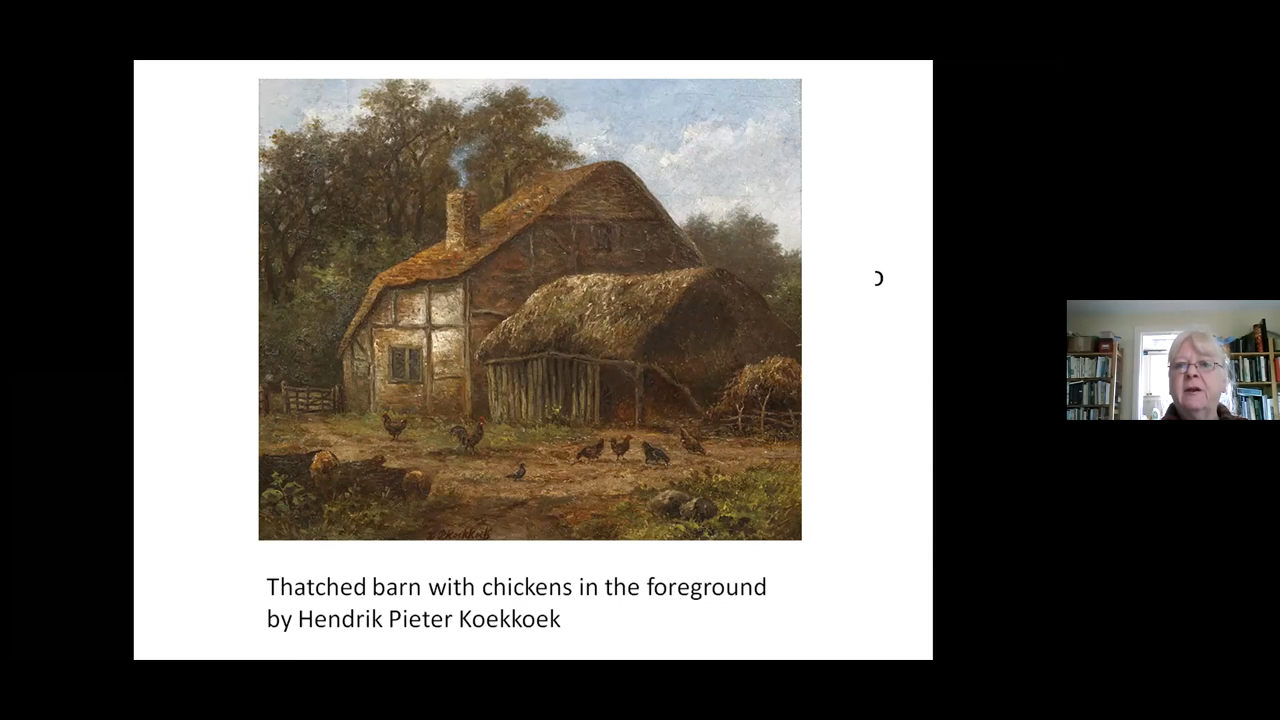 Thatched barn with chickens in the foreground
by Hendrik Pieter Koekkoek